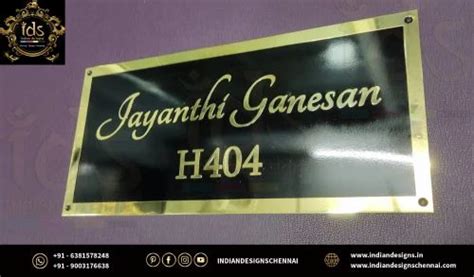 ids
Jayanthi Ganesan
H404
+91 - 6381578248
+91 - 9003176638
INDIANDESIGNSCHENNAI
www.indiandesigns.in
www.indiandesignschennai.com